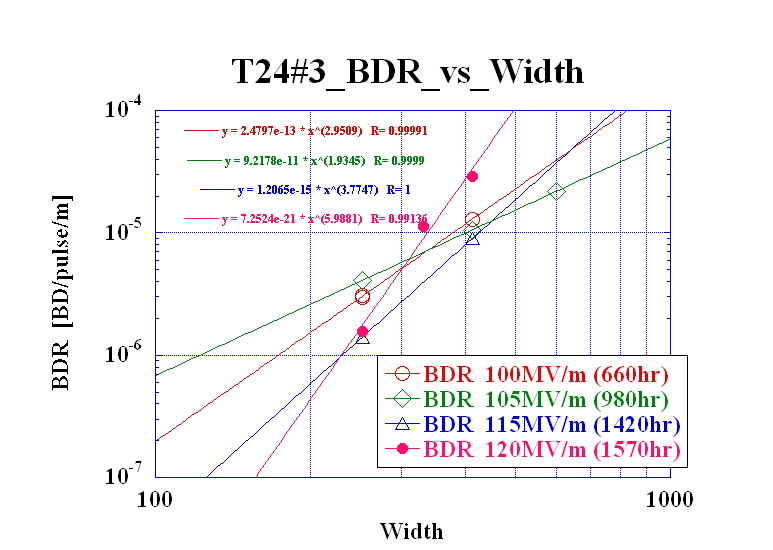 T24#3_BDR_vs_Width
10^-4
y = 2.4797e-13 * x^(2.9509) R= 0.99991
y = 9.2178e-11 * x^(1.9345) R= 0.9999
y = 1.2065e-15 * x^(3.7747) R= 1
y = 7.2524e-21 * x^(5.9881) R= 0.99136
10^-5
BDR [BD/pulse/m]
10^-6
BDR 100MV/m (660hr)
BDR 105MV/m (980hr)
BDR 115MV/m (1420hr)
BDR 120MV/m (1570hr)
10^-7
100 1000
Width